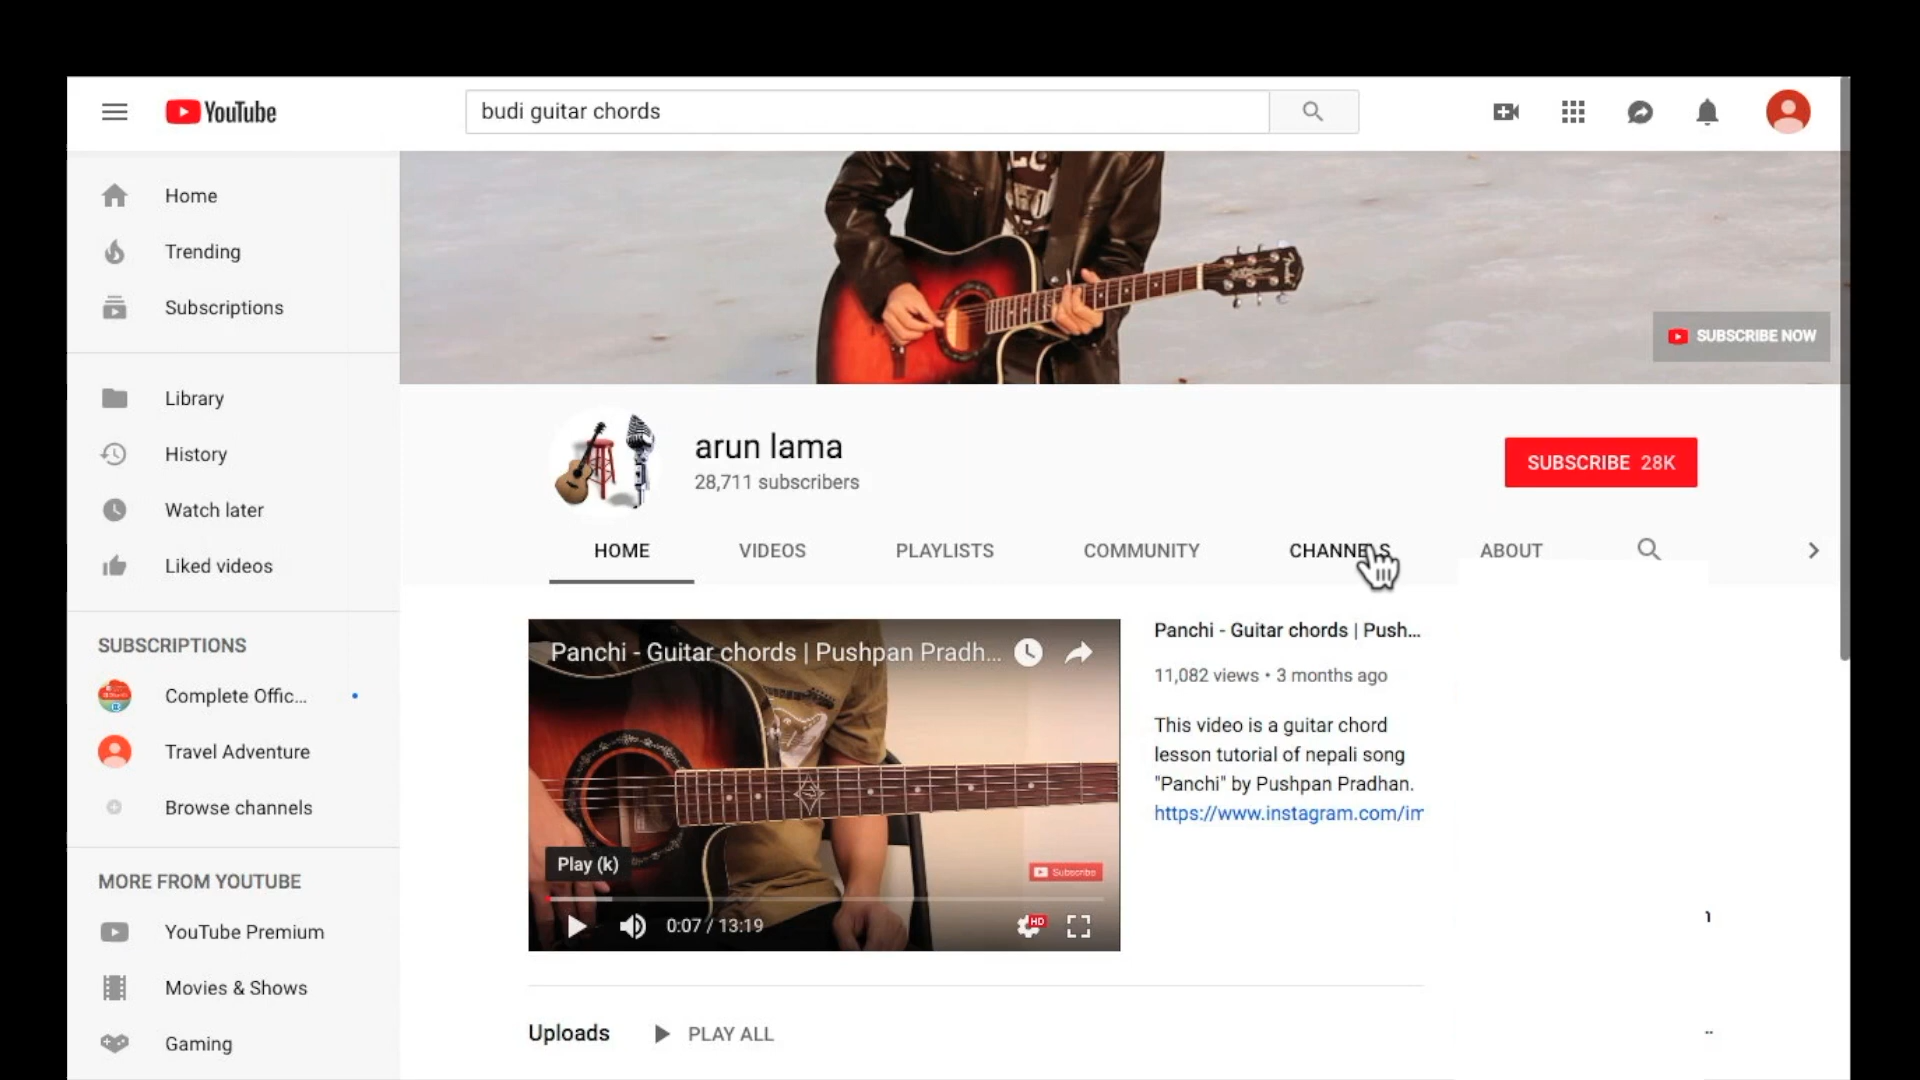 YouTube
budi guitar chords
Home
Trending
Subscriptions
SUBSCRIBE NOW
Library
History
Watch later
Liked videos
arun lama
28,711 subscribers
SUBSCRIBE 28K
HOME VIDEOS PLAYLISTS COMMUNITY CHANNELS ABOUT
SUBSCRIPTIONS
Complete Offic...
Travel Adventure
Browse channels
Panchi - Guitar chords | Pushpan Pradh...
Play (k)
Subscribe
0:07 / 13:19
HD
Panchi - Guitar chords | Push...
11,082 views • 3 months ago
This video is a guitar chord
lesson tutorial of nepali song
"Panchi" by Pushpan Pradhan.
https://www.instagram.com/im
MORE FROM YOUTUBE
YouTube Premium
Movies & Shows
Gaming
Uploads PLAY ALL